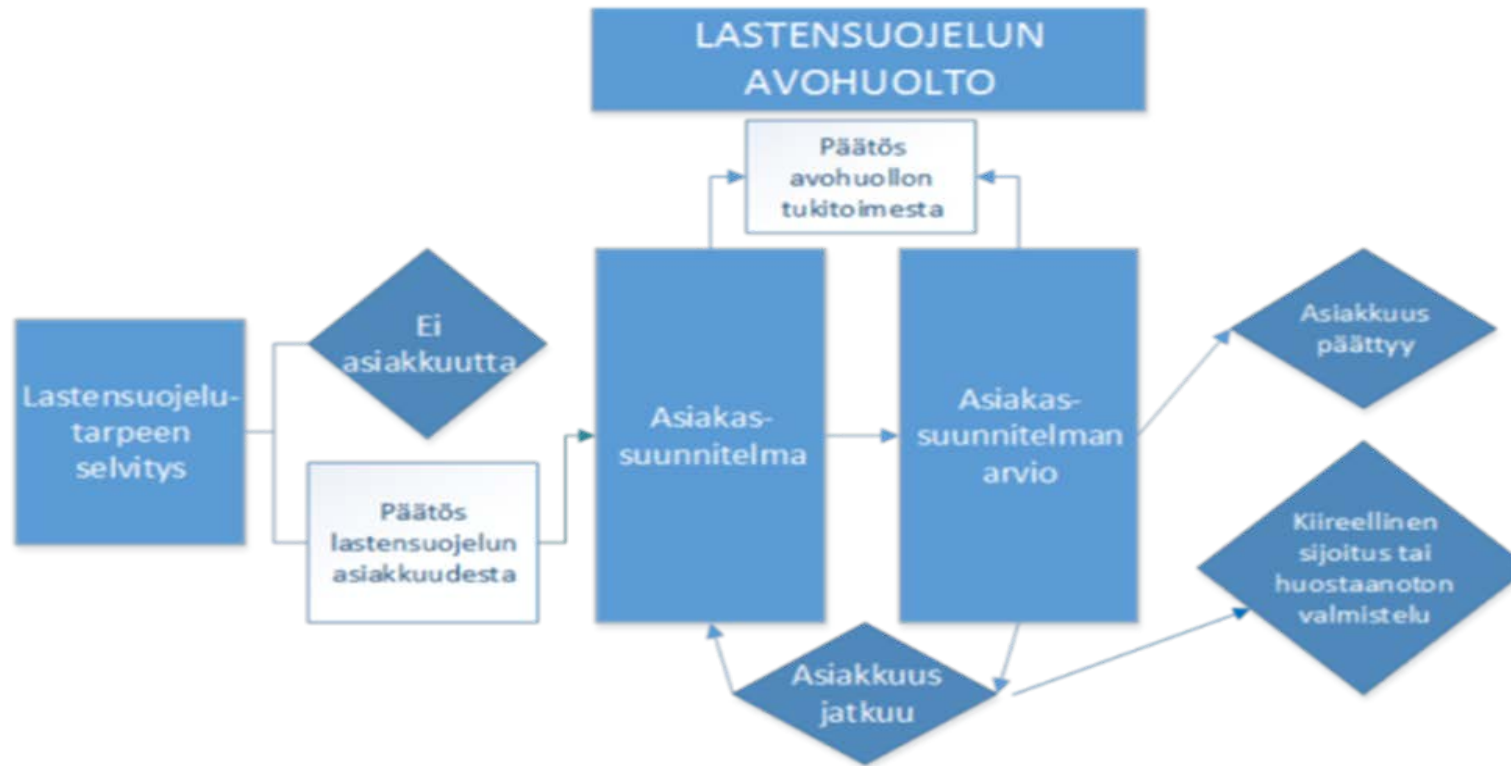 LASTENSUOJELUN
AVOHUOLTO
Päätös
avohuollon
tukitoimesta
Ei
asiakkuutta
Lastensuojelu-
tarpeen
selvitys
Päätös
lastensuojelun
asiakkuudesta
Asiakas-
suunnitelma
Asiakas-
suunnitelman
arvio
Asiakkuus
päättyy
Kiireellinen
sijoitus tai
huostaanoton
valmistelu
Asiakkuus
jatkuu